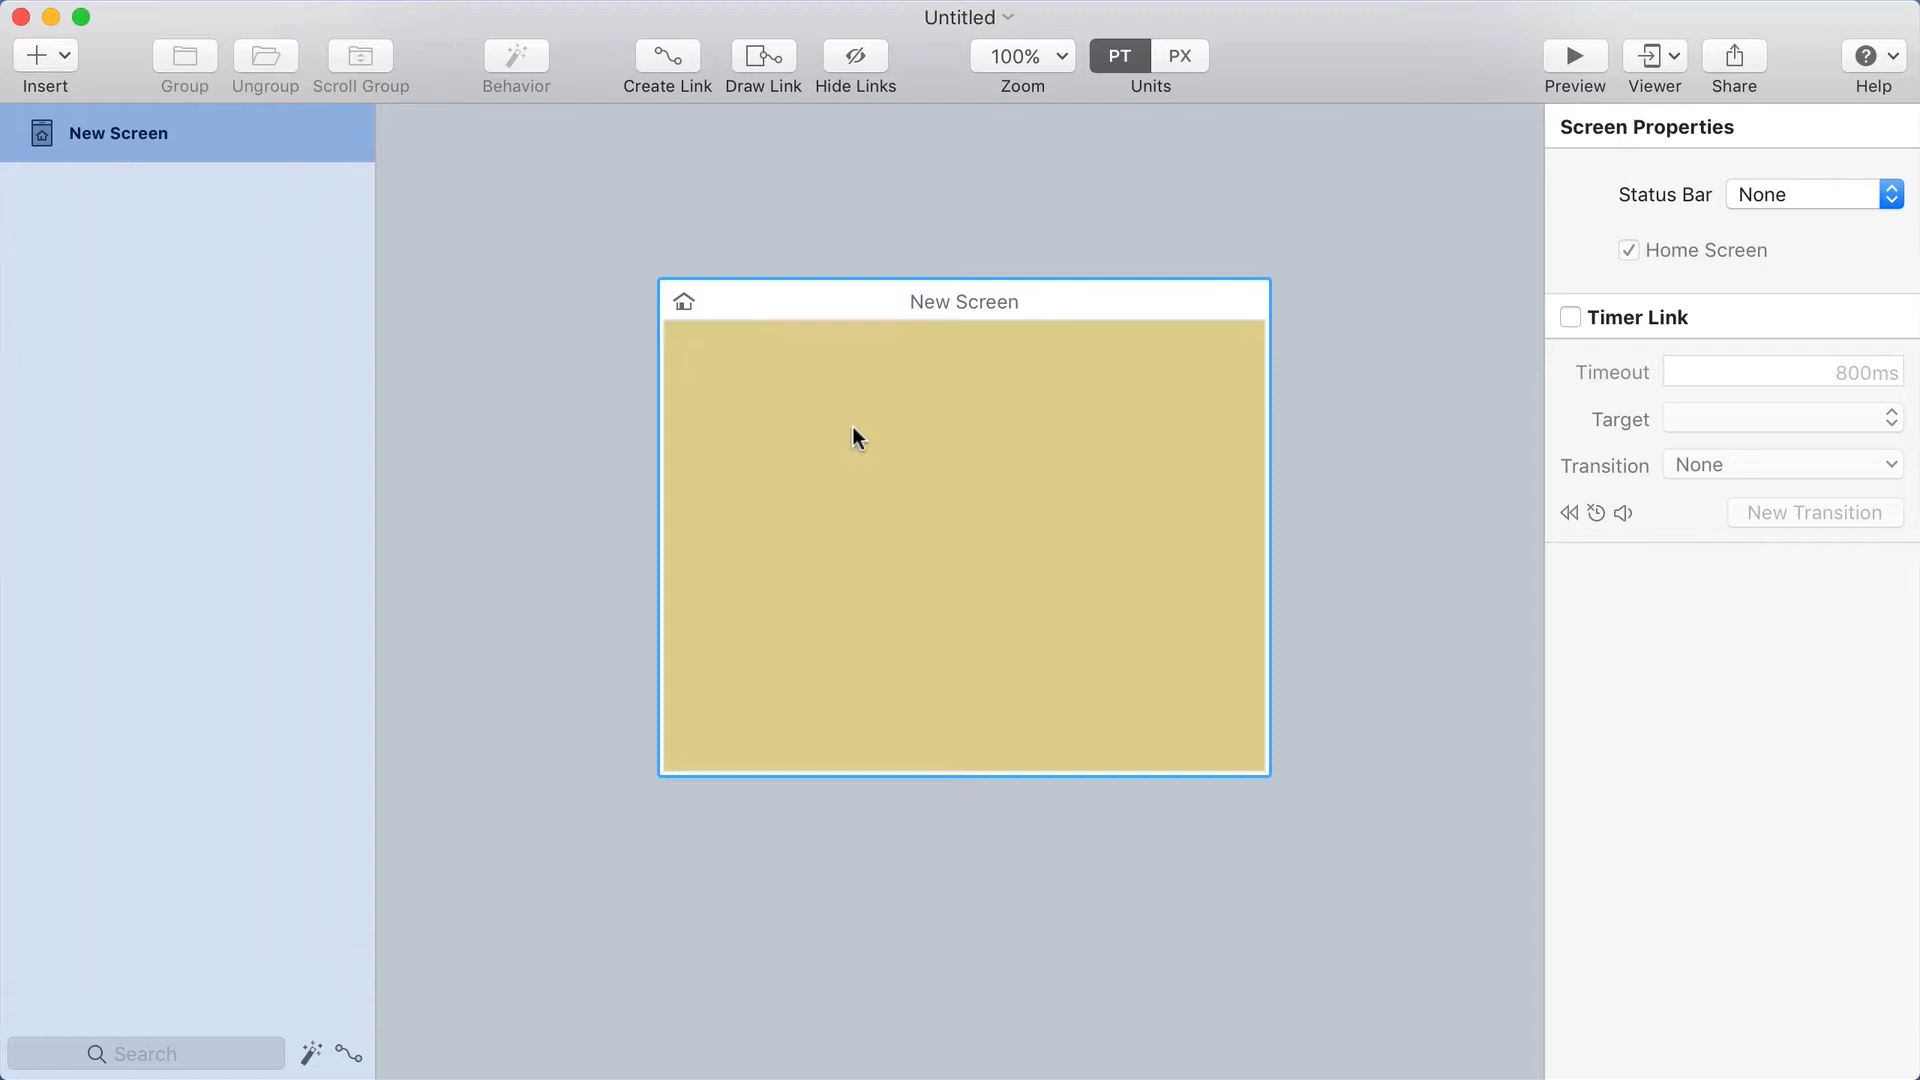 Untitled
Insert
Group
Ungroup
Scroll Group
Behavior
Create Link
Draw Link
Hide Links
100%
Zoom
PT
PX
Units
Preview
Viewer
Share
?
Help
New Screen
Search
New Screen
Screen Properties
Status Bar
None
Home Screen
Timer Link
Timeout
800ms
Target
Transition
None
New Transition